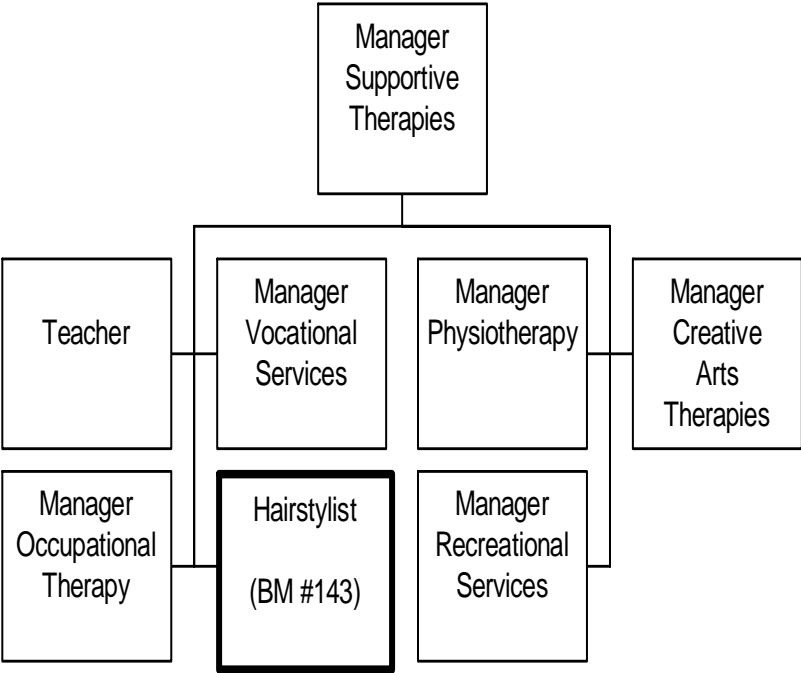 Manager
Supportive
Therapies
Teacher
Manager
Vocational
Services
Manager
Physiotherapy
Manager
Creative
Arts
Therapies
Manager
Occupational
Therapy
Hairstylist
(BM #143)
Manager
Recreational
Services